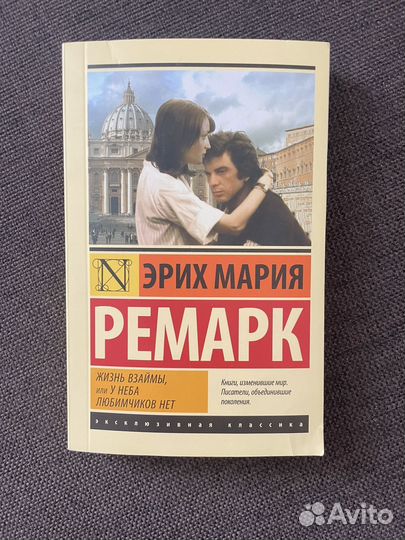 N
ЭРИХ МАРИЯ
РЕМАРК
ЖИЗНЬ ВЗАЙМЫ,
или У НЕБА
ЛЮБИМЧИКОВ НЕТ
Книги, изменившие мир.
Писатели, объединившие
поколения.
эксклюзивная классика
Avito